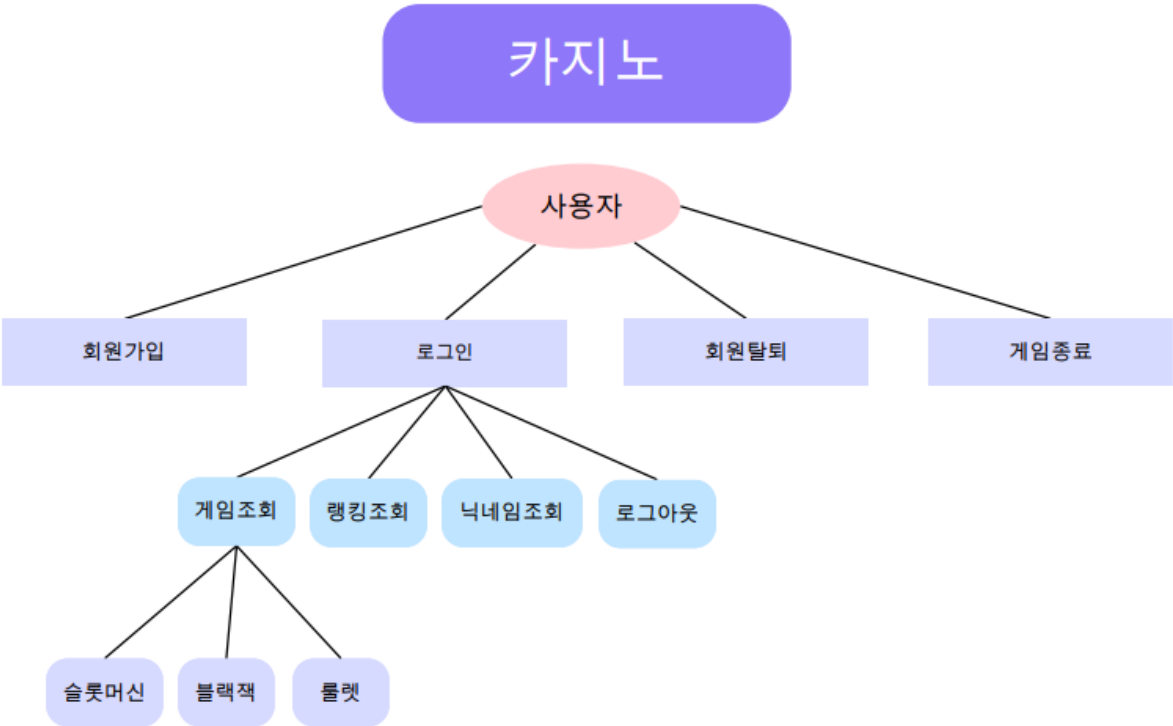 카지노
사용자
회원가입
로그인
회원탈퇴
게임종료
게임조회
랭킹조회
닉네임조회
로그아웃
슬롯머신
블랙잭
룰렛